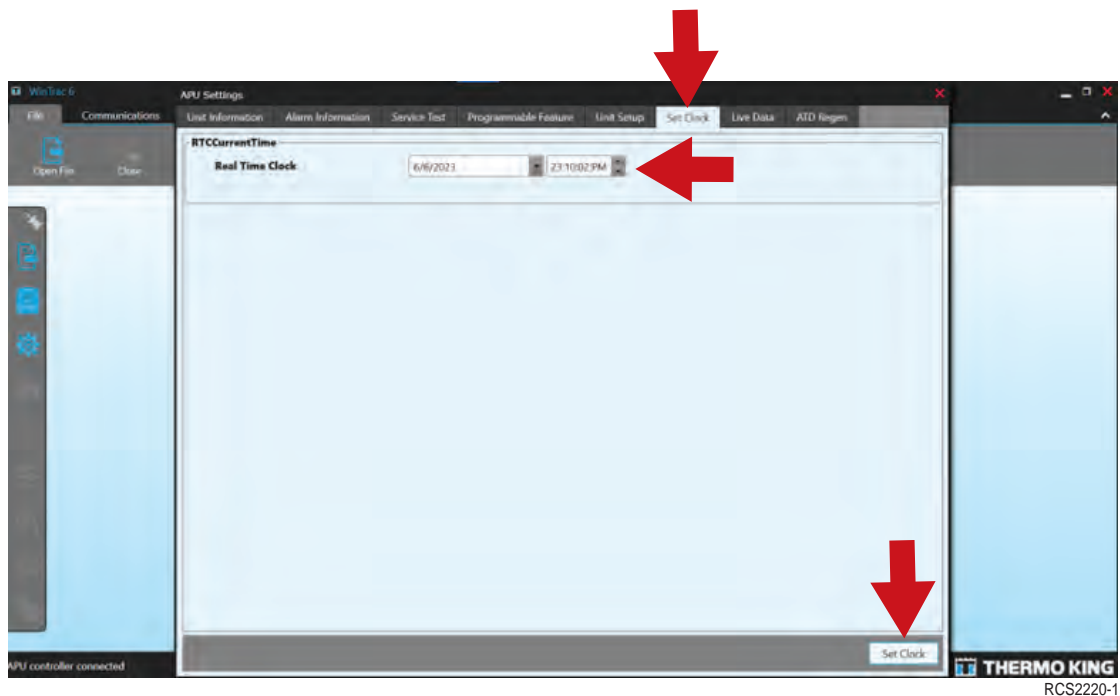 WinTrac 6
APU Settings
File Communications
Unit Information Alarm Information Service Test Programmable Feature Unit Setup Set Clock Live Data ATD Regen
RTCCurrentTime
Real Time Clock 6/6/2023 23:10:02:PM
Open File Close
Set Clock
APU controller connected
THERMO KING
RCS2220-1